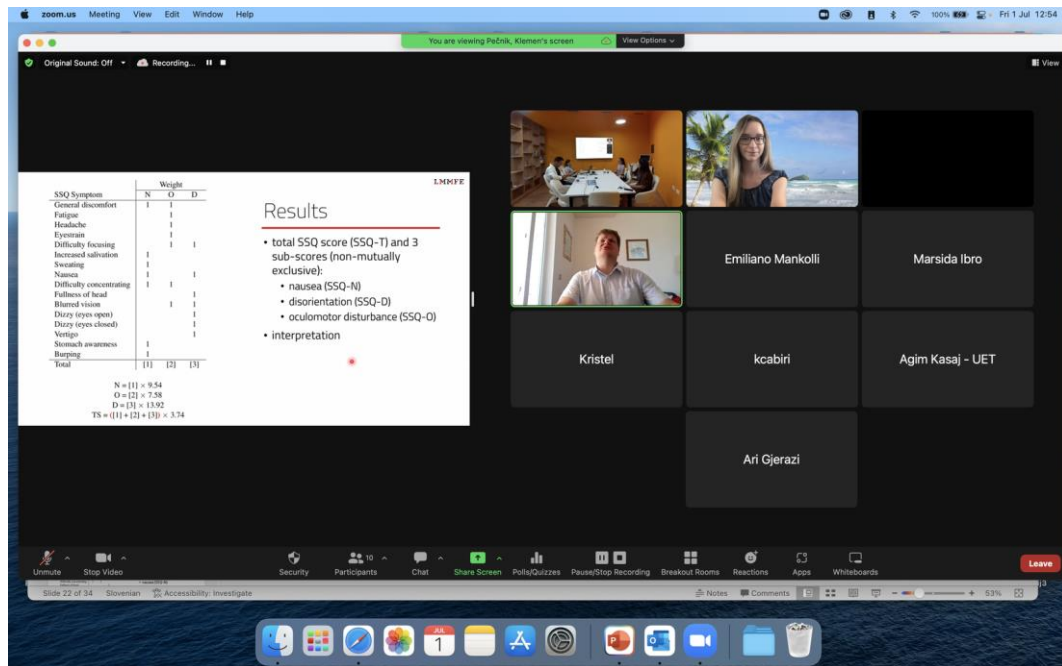 zoom.us Meeting View Edit Window Help
100% Fri 1 Jul 12:54
You are viewing Pečnik, Klemen's screen View Options
Original Sound: Off Recording... View
LMMFE
Weight
SSQ Symptom N O D
General discomfort 1 1
Fatigue 1
Headache 1
Eyestrain 1
Difficulty focusing 1 1
Increased salivation 1
Sweating 1
Nausea 1 1
Difficulty concentrating 1 1
Fullness of head 1
Blurred vision 1 1
Dizzy (eyes open) 1
Dizzy (eyes closed) 1
Vertigo 1
Stomach awareness 1
Burping 1
Total [1] [2] [3]
N = [1] × 9.54
O = [2] × 7.58
D = [3] × 13.92
TS = ([1] + [2] + [3]) × 3.74
Results
• total SSQ score (SSQ-T) and 3
sub-scores (non-mutually
exclusive):
• nausea (SSQ-N)
• disorientation (SSQ-D)
• oculomotor disturbance (SSQ-O)
• interpretation
Emiliano Mankolli
Marsida Ibro
Kristel
kcabiri
Agim Kasaj - UET
Ari Gjerazi
Unmute Stop Video Security Participants 10 Chat Share Screen Polls/Quizzes Pause/Stop Recording Breakout Rooms Reactions Apps Whiteboards Leave
Slide 22 of 34 Slovenian Accessibility: Investigate Notes Comments 53%
JUL
1